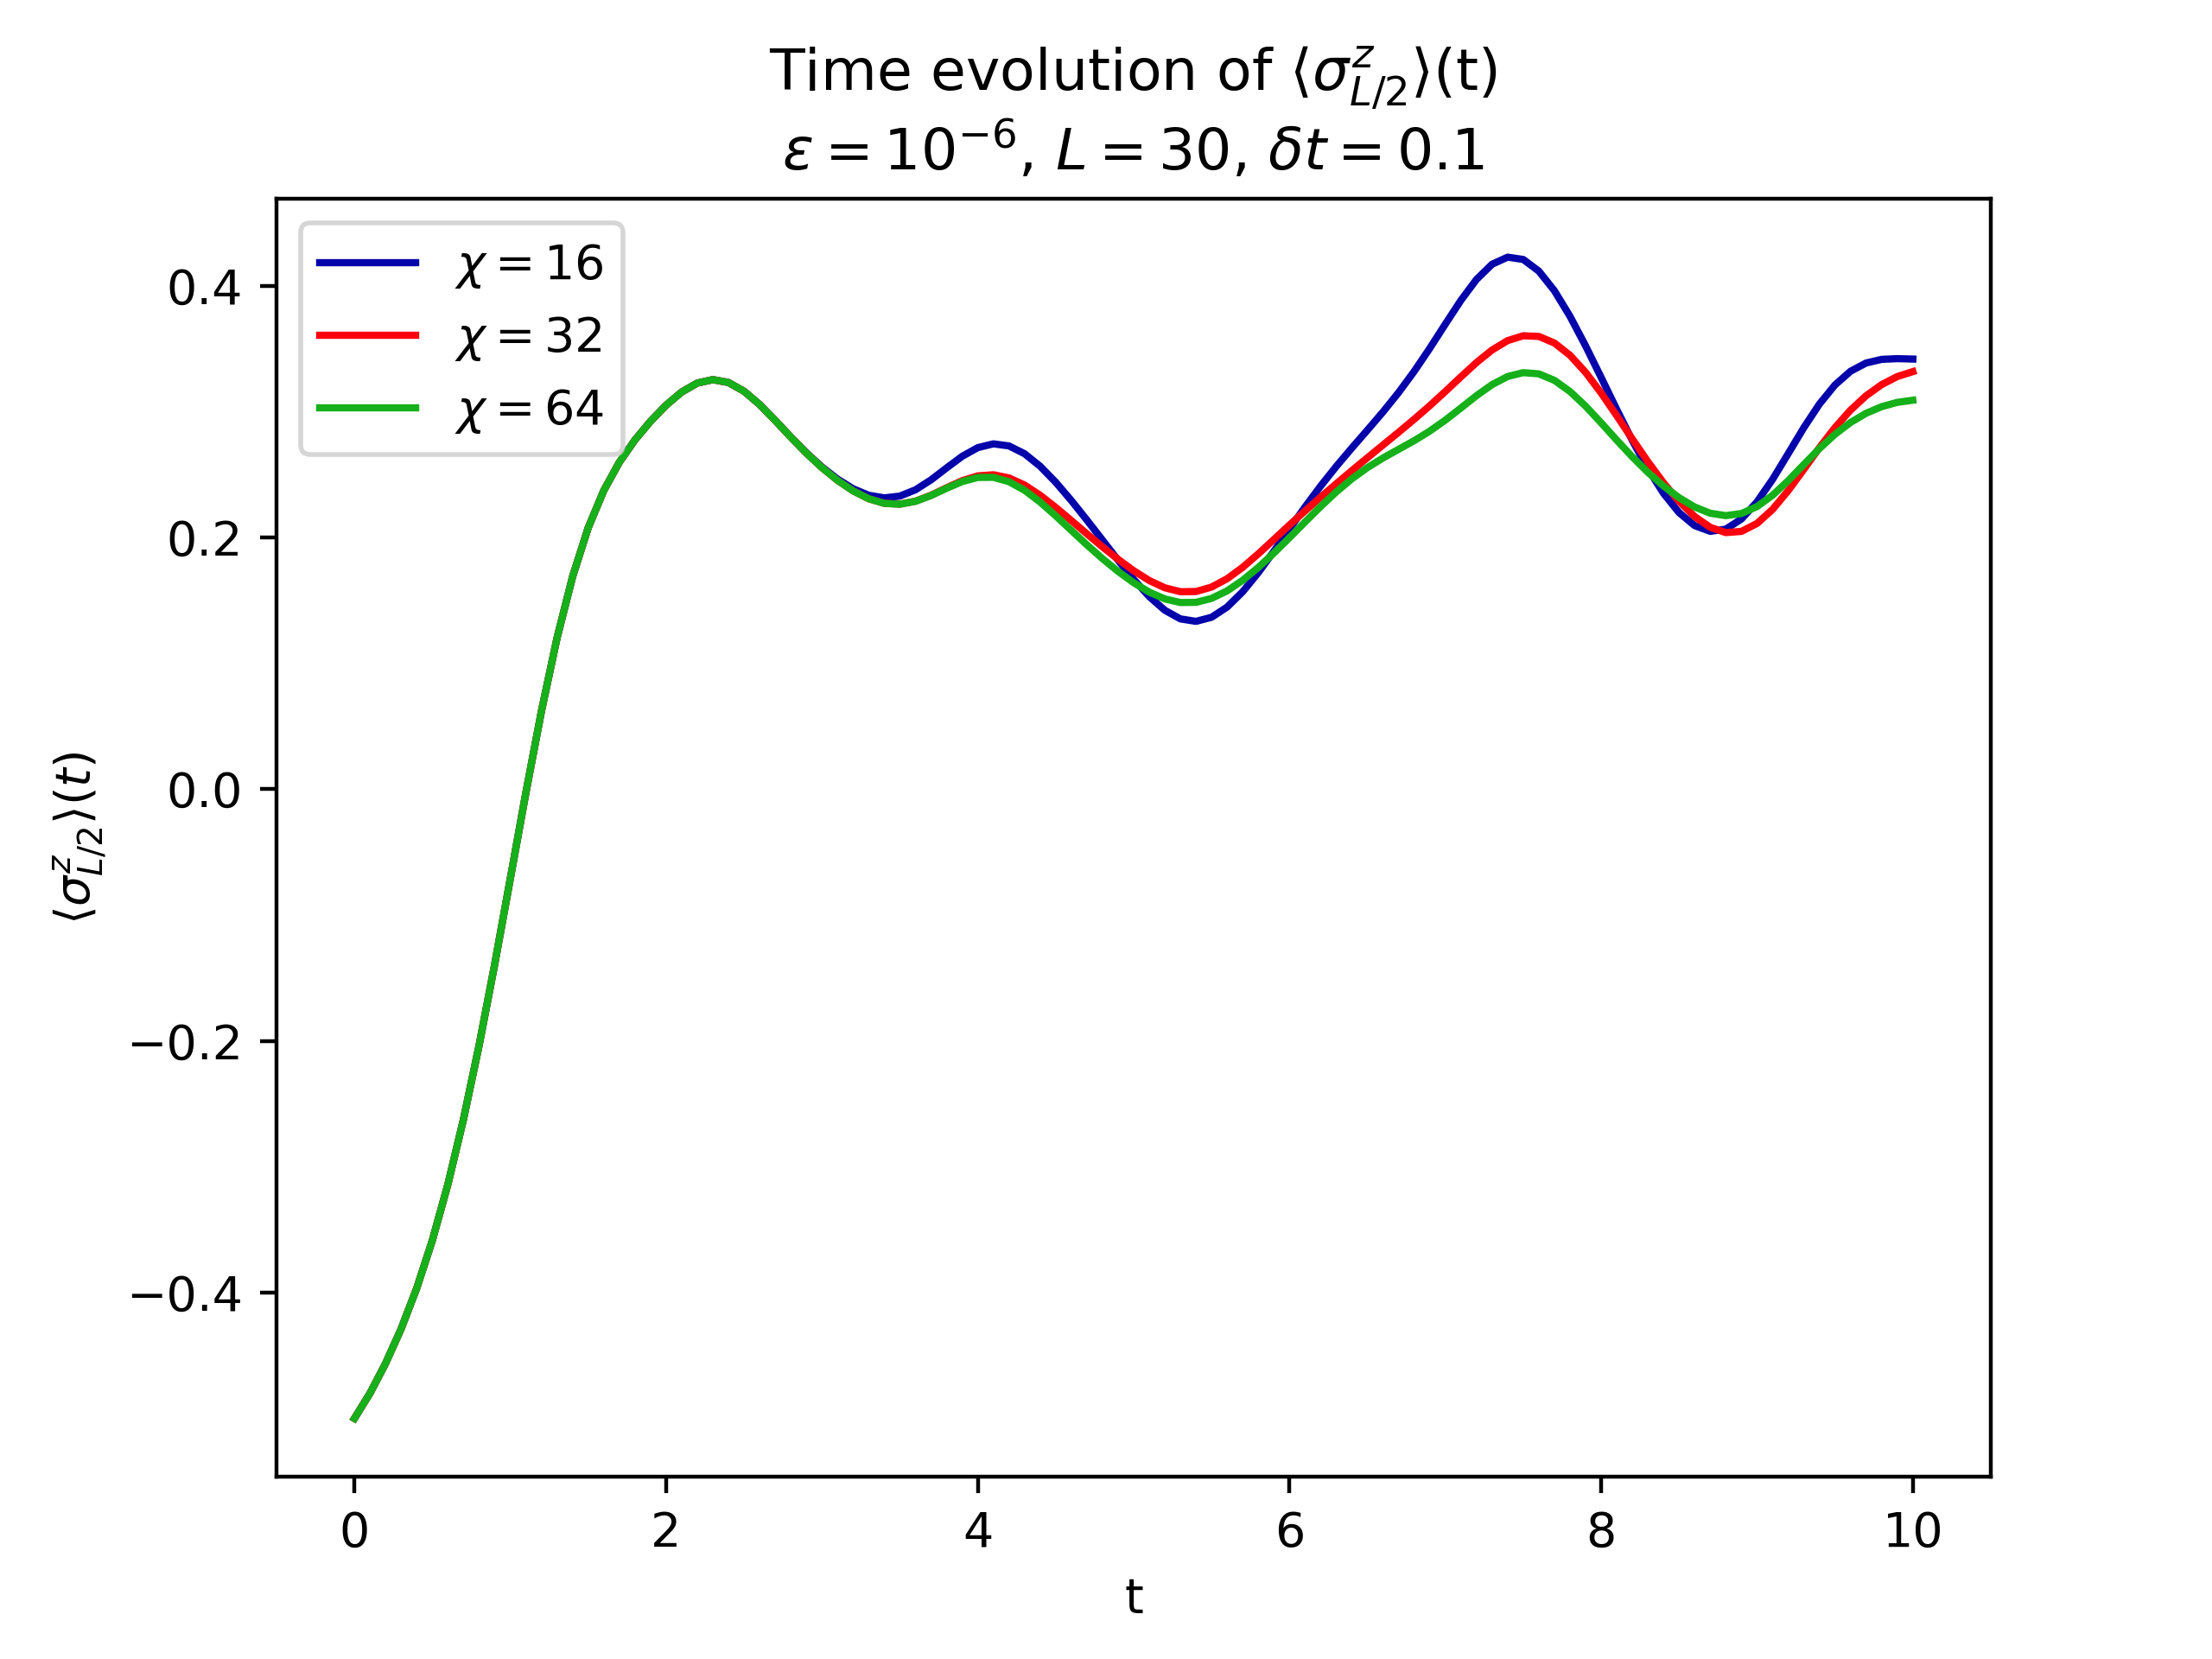 Time evolution of ⟨σ^z_{L/2}⟩(t)
ε = 10^{−6}, L = 30, δt = 0.1
χ = 16
χ = 32
χ = 64
0.4
0.2
0.0
−0.2
−0.4
⟨σ^z_{L/2}⟩(t)
0 2 4 6 8 10
t